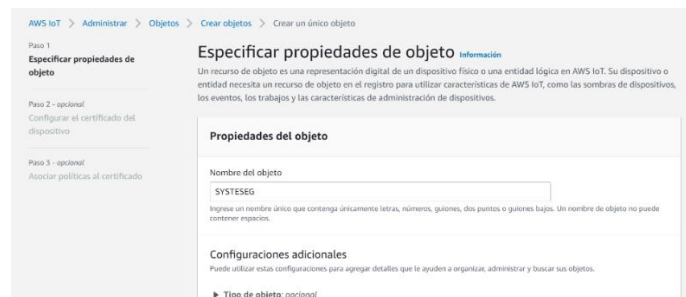 AWS IoT > Administrar > Objetos > Crear objetos > Crear un único objeto
Paso 1
Especificar propiedades de
objeto
Paso 2 - opcional
Configurar el certificado del
dispositivo
Paso 3 - opcional
Asociar políticas al certificado
Especificar propiedades de objeto Información
Un recurso de objeto es una representación digital de un dispositivo físico o una entidad lógica en AWS IoT. Su dispositivo o
entidad necesita un recurso de objeto en el registro para utilizar características de AWS IoT, como las sombras de dispositivos,
los eventos, los trabajos y las características de administración de dispositivos.
Propiedades del objeto
Nombre del objeto
SYSTESEG
Ingrese un nombre único que contenga únicamente letras, números, guiones, dos puntos o guiones bajos. Un nombre de objeto no puede
contener espacios.
Configuraciones adicionales
Puede utilizar estas configuraciones para agregar detalles que le ayuden a organizar, administrar y buscar sus objetos.
▶ Tipo de objeto: opcional